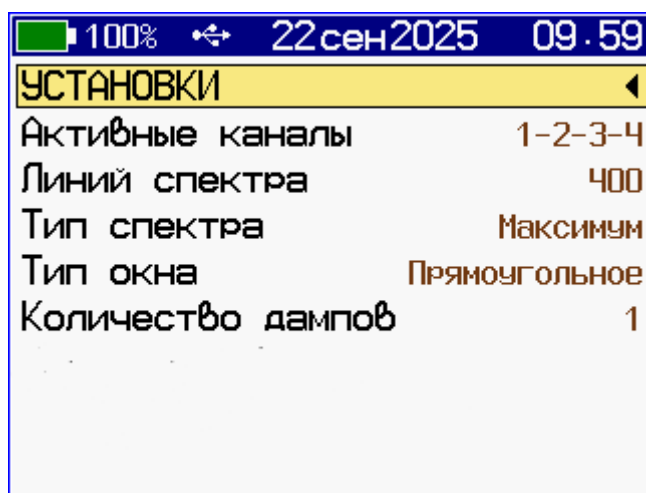 100% 22сен2025 09.59
УСТАНОВКИ
Активные каналы 1-2-3-4
Линий спектра 400
Тип спектра Максимум
Тип окна Прямоугольное
Количество дампов 1